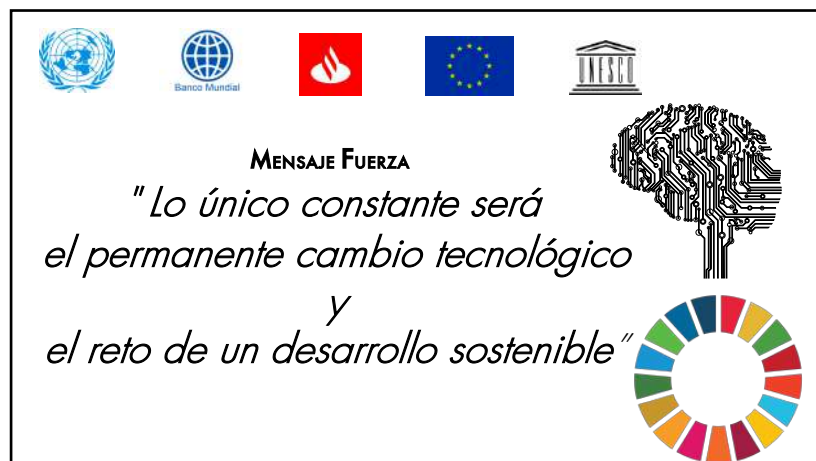 Banco Mundial
UNESCO
MENSAJE FUERZA
"Lo único constante será
el permanente cambio tecnológico
y
el reto de un desarrollo sostenible"